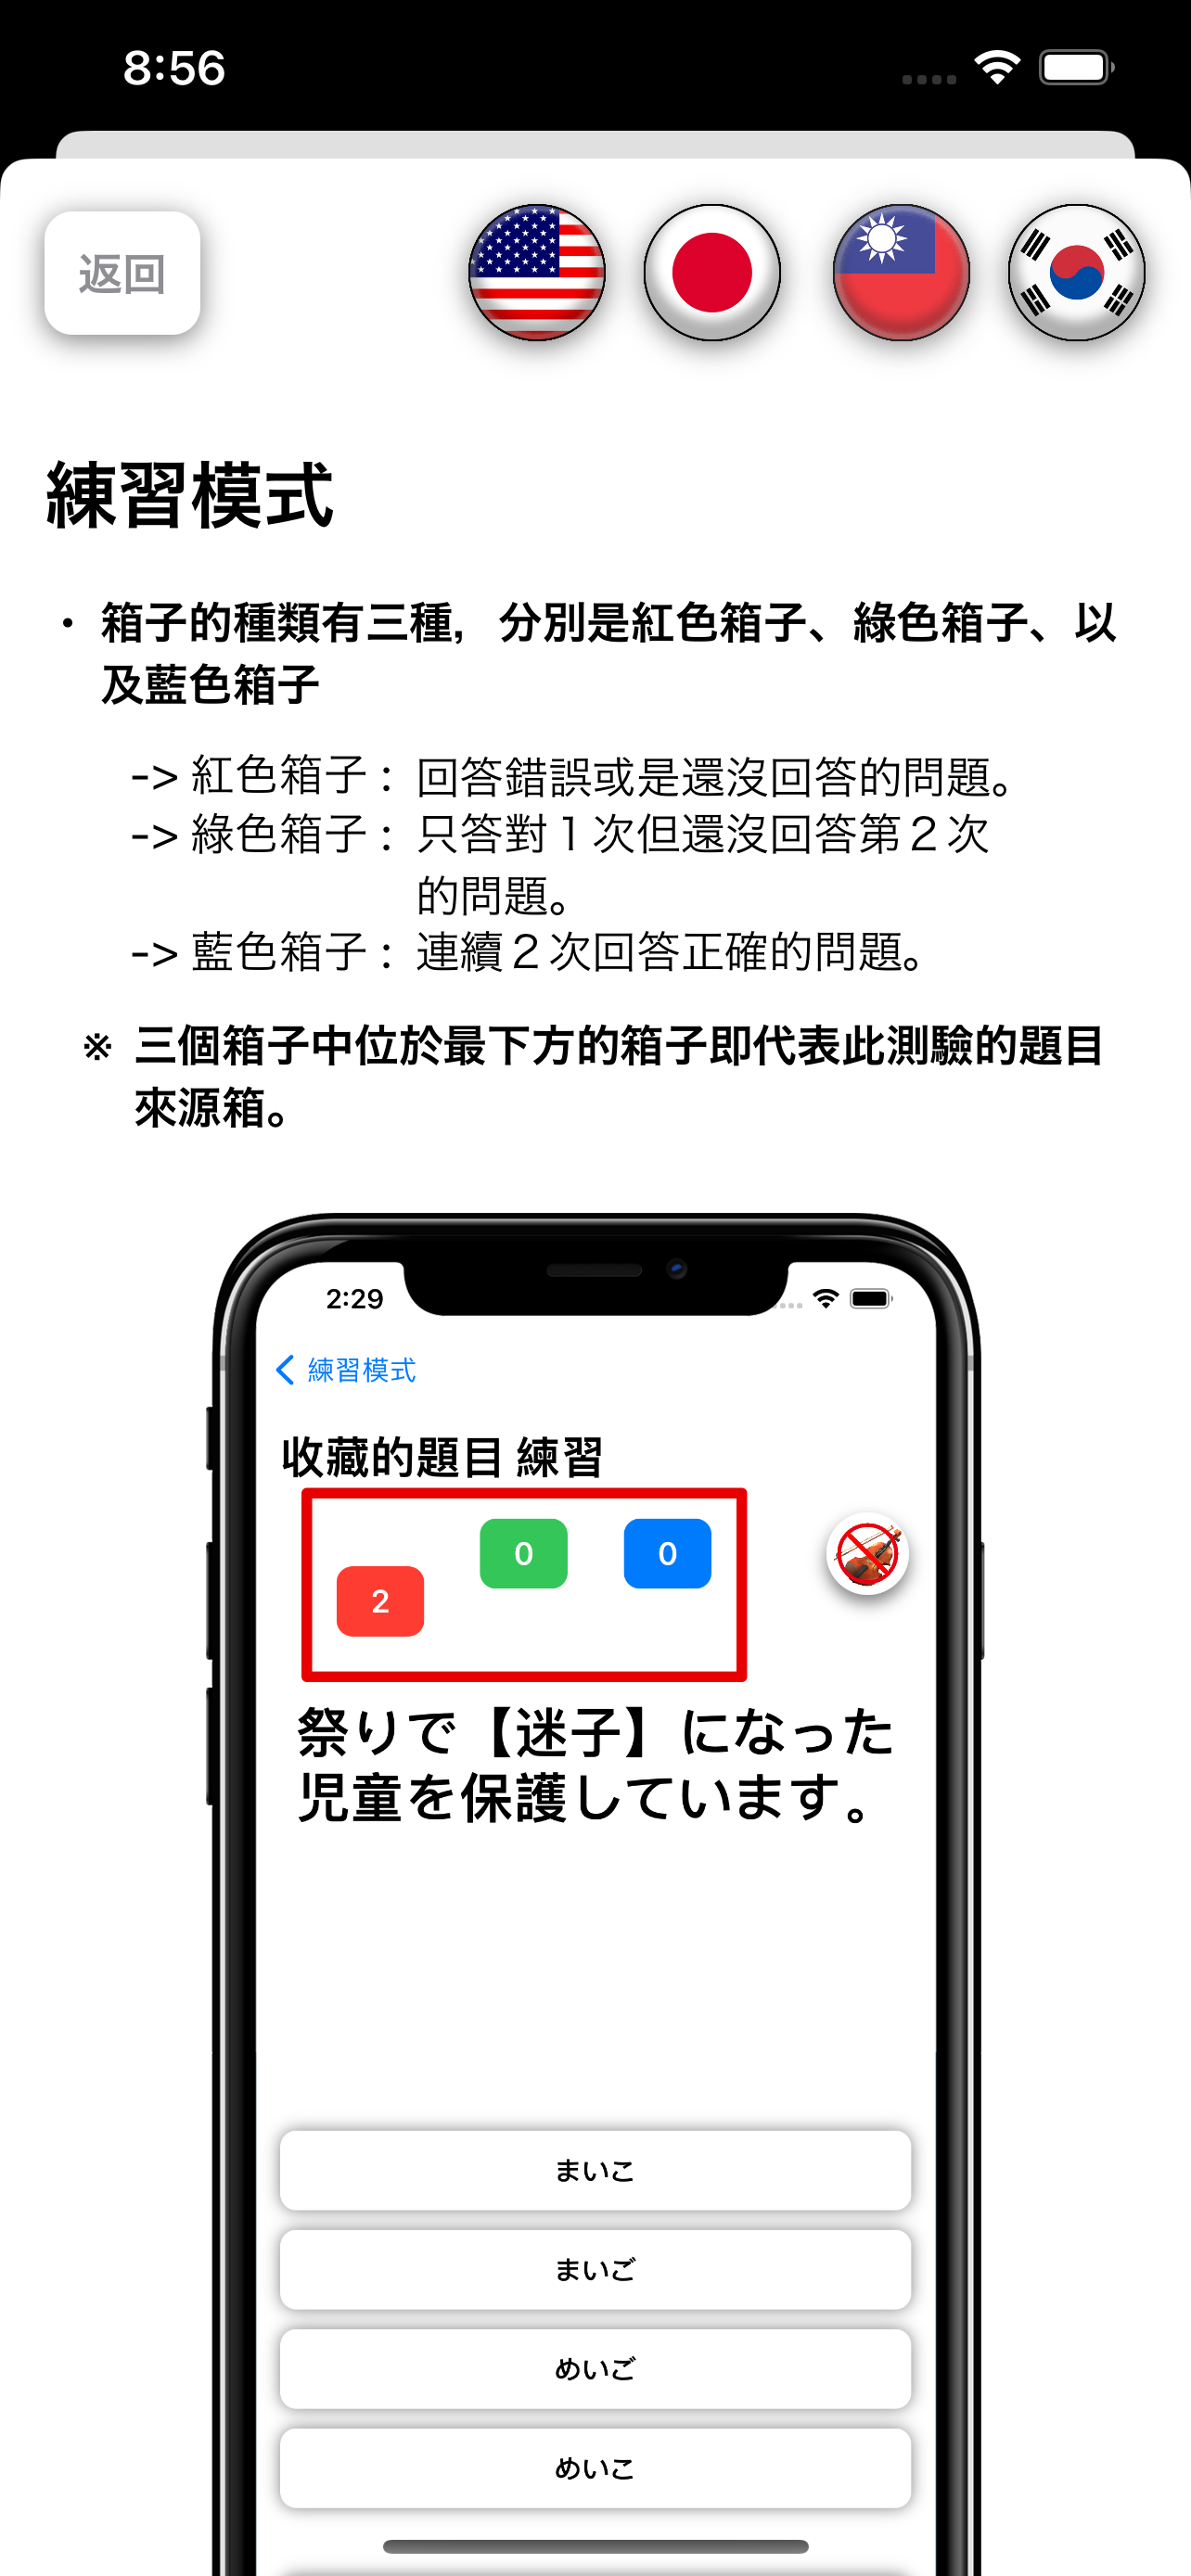 8:56
返回
練習模式
・ 箱子的種類有三種，分別是紅色箱子、綠色箱子、以
及藍色箱子
-> 紅色箱子： 回答錯誤或是還沒回答的問題。
-> 綠色箱子： 只答對１次但還沒回答第２次
的問題。
-> 藍色箱子： 連續２次回答正確的問題。
※ 三個箱子中位於最下方的箱子即代表此測驗的題目
來源箱。
2:29
練習模式
收藏的題目 練習
0
0
2
祭りで【迷子】になった
児童を保護しています。
まいこ
まいご
めいご
めいこ